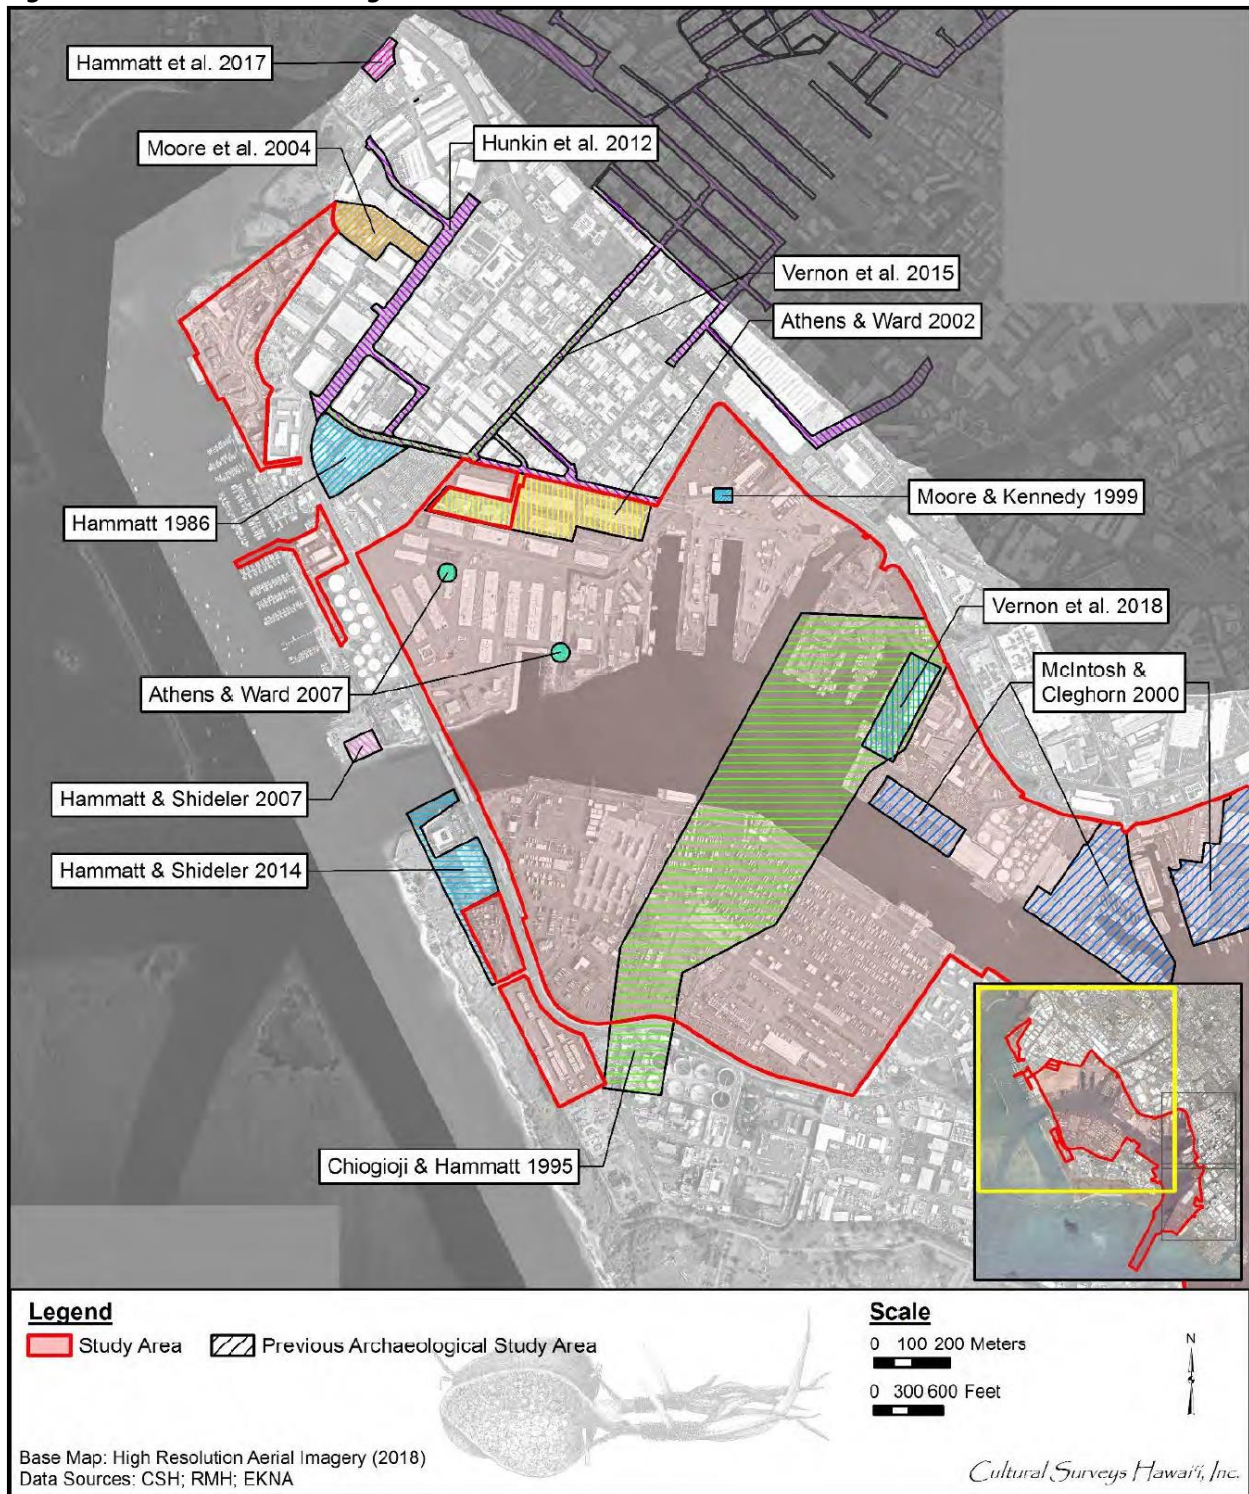 Hammatt et al. 2017
Moore et al. 2004
Hunkin et al. 2012
Vernon et al. 2015
Athens & Ward 2002
Hammatt 1986
Moore & Kennedy 1999
Vernon et al. 2018
McIntosh &
Cleghorn 2000
Athens & Ward 2007
Hammatt & Shideler 2007
Hammatt & Shideler 2014
Chiogioji & Hammatt 1995
Legend
Study Area
Previous Archaeological Study Area
Scale
0 100 200 Meters
0 300 600 Feet
N
Base Map: High Resolution Aerial Imagery (2018)
Data Sources: CSH; RMH; EKNA
Cultural Surveys Hawai‘i, Inc.